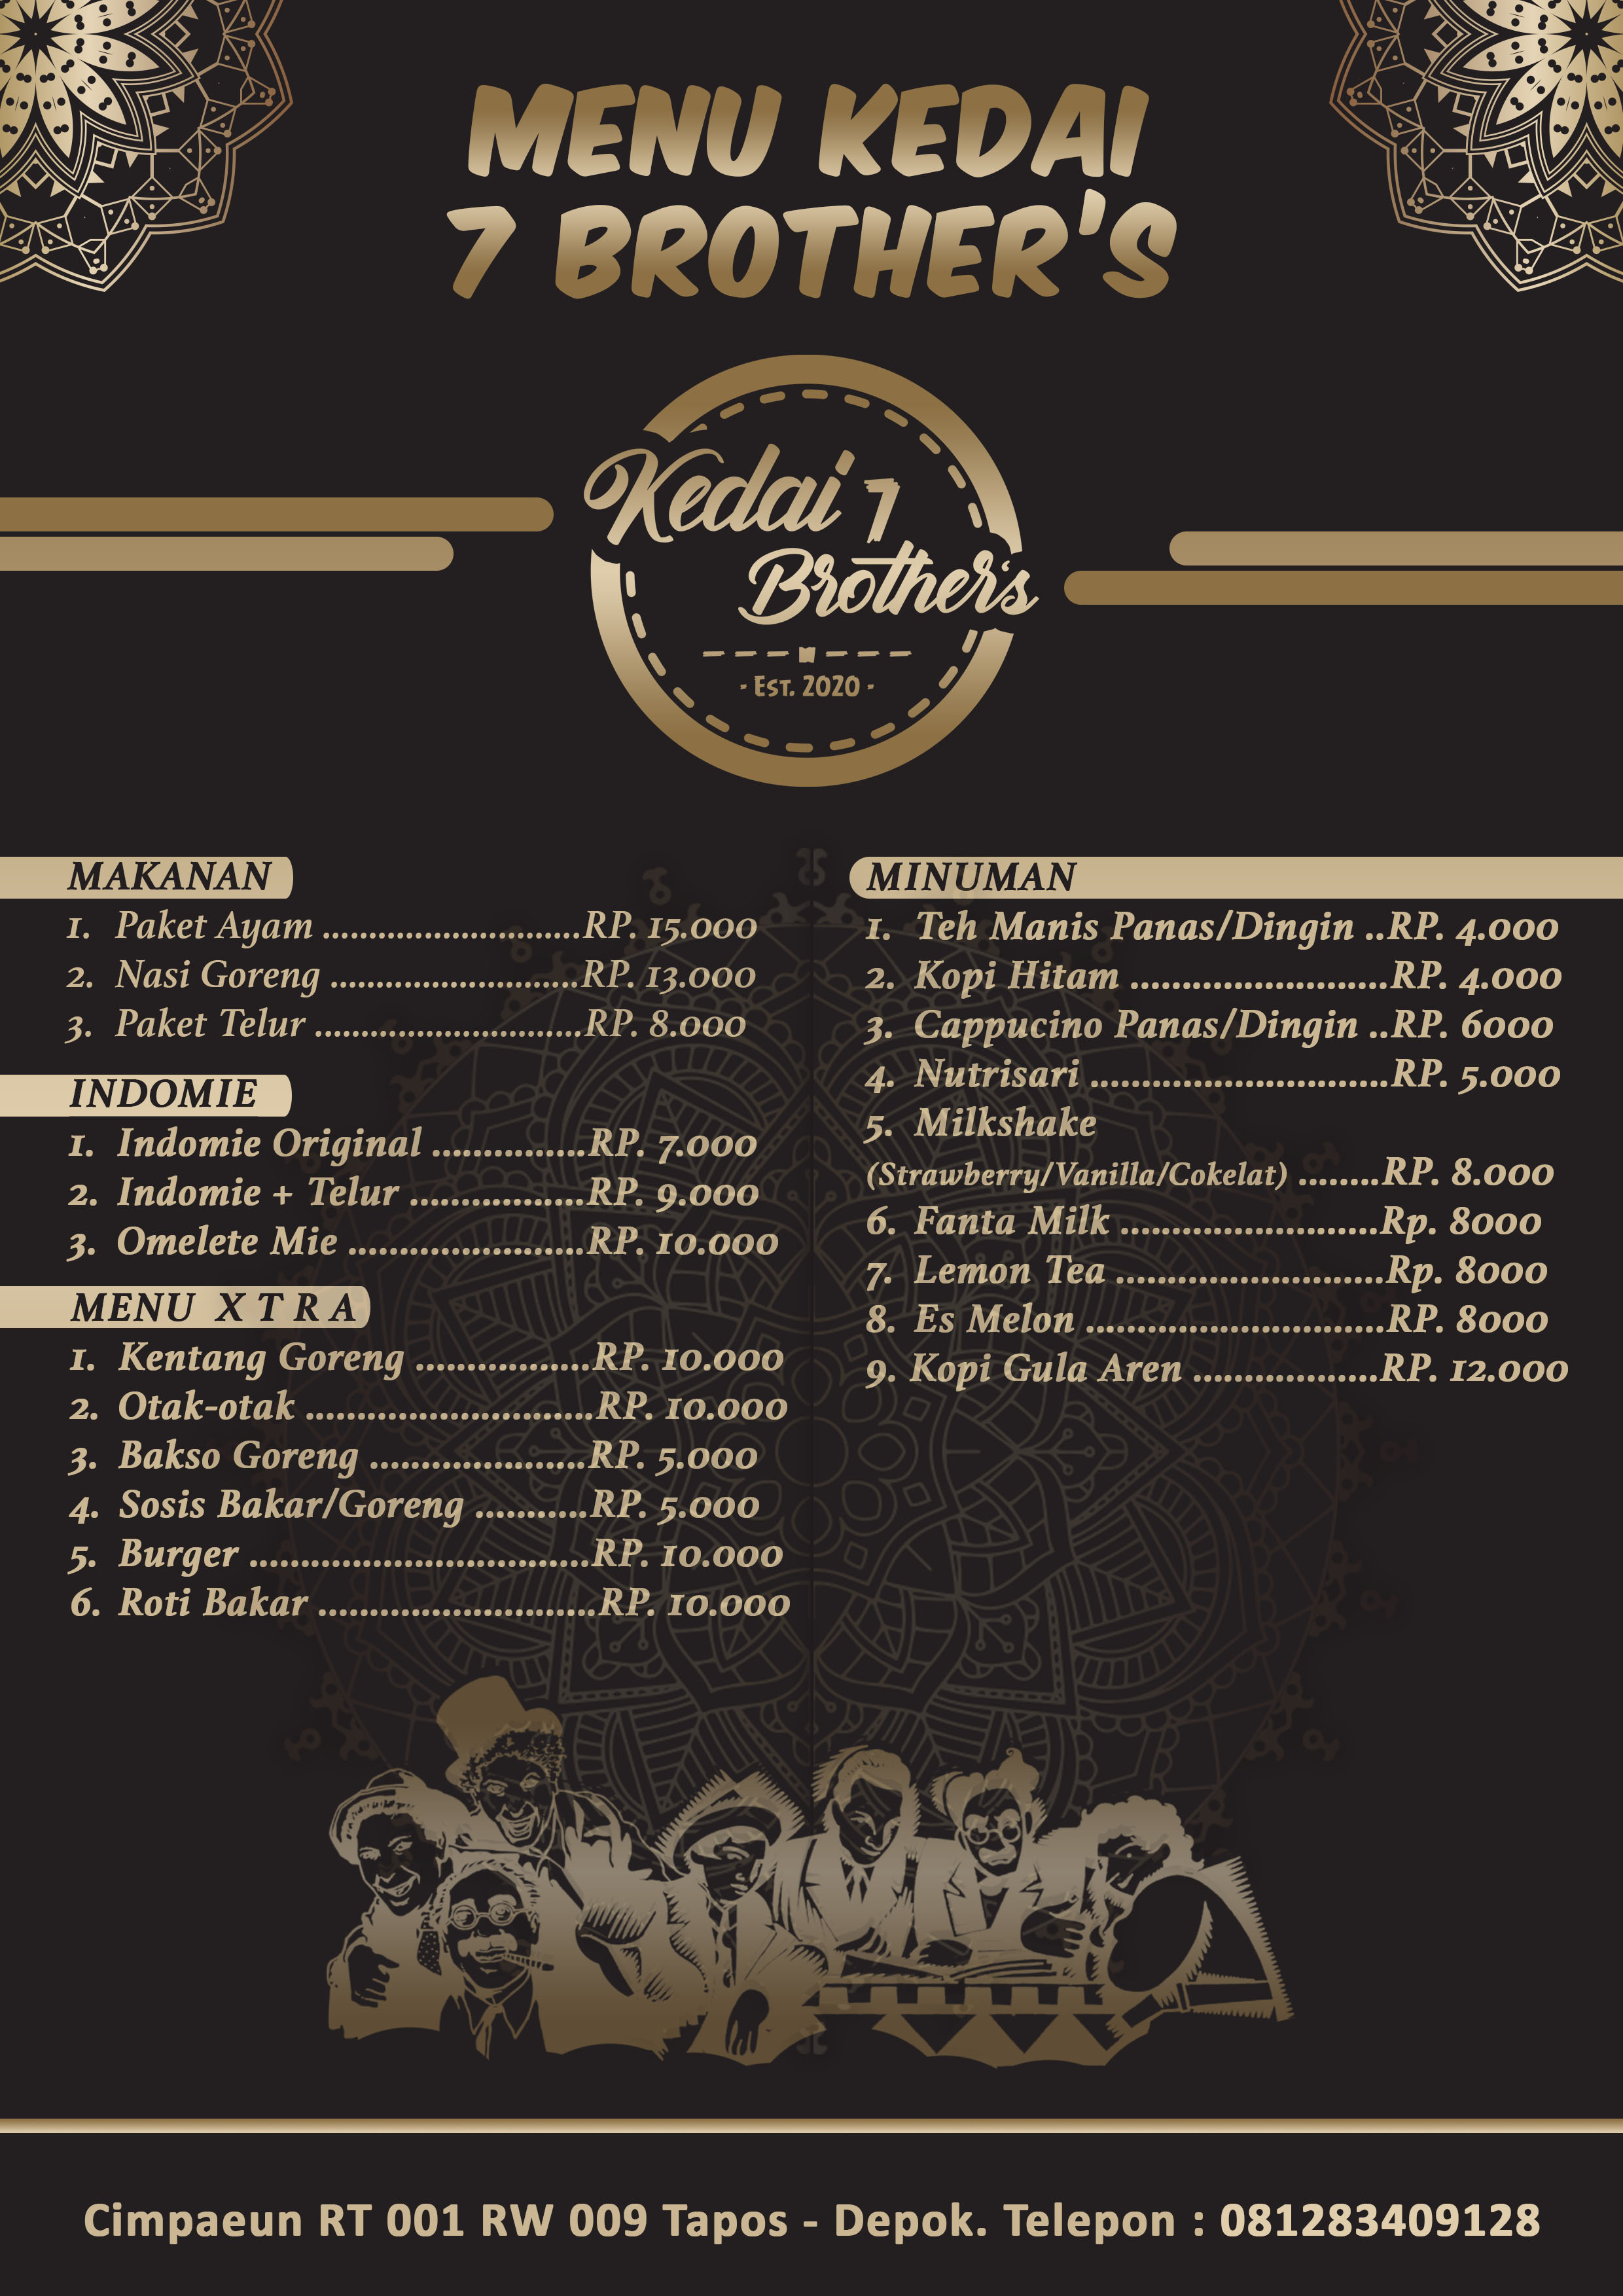 MENU KEDAI
7 BROTHER'S
Kedai 7
Brother's
- EST. 2020 -
MAKANAN
1. Paket Ayam ............................RP. 15.000
2. Nasi Goreng ...........................RP. 13.000
3. Paket Telur .............................RP. 8.000
INDOMIE
1. Indomie Original ...............RP. 7.000
2. Indomie + Telur .................RP. 9.000
3. Omelete Mie .......................RP. 10.000
MENU XTRA
1. Kentang Goreng .................RP. 10.000
2. Otak-otak ............................RP. 10.000
3. Bakso Goreng .....................RP. 5.000
4. Sosis Bakar/Goreng ...........RP. 5.000
5. Burger .................................RP. 10.000
6. Roti Bakar ...........................RP. 10.000
MINUMAN
1. Teh Manis Panas/Dingin ..RP. 4.000
2. Kopi Hitam .........................RP. 4.000
3. Cappucino Panas/Dingin ..RP. 6000
4. Nutrisari .............................RP. 5.000
5. Milkshake
(Strawberry/Vanilla/Cokelat) ........RP. 8.000
6. Fanta Milk .........................Rp. 8000
7. Lemon Tea ..........................Rp. 8000
8. Es Melon .............................RP. 8000
9. Kopi Gula Aren ..................RP. 12.000
Cimpaeun RT 001 RW 009 Tapos - Depok. Telepon : 081283409128